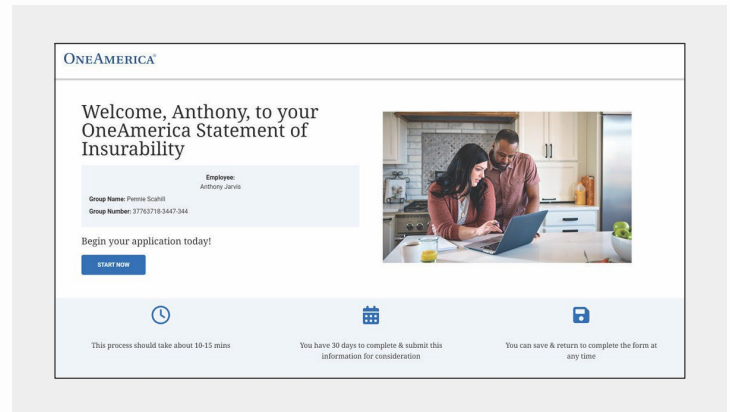 ONEAMERICA®
Welcome, Anthony, to your
OneAmerica Statement of
Insurability
Employee:
Anthony Jarvis
Group Name: Pennie Scahill
Group Number: 37763718-3447-344
Begin your application today!
START NOW
This process should take about 10-15 mins
You have 30 days to complete & submit this
information for consideration
You can save & return to complete the form at
any time